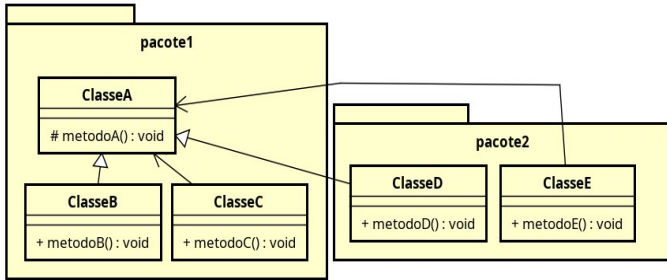 pacote1
ClasseA
# metodoA() : void
ClasseB
+ metodoB() : void
ClasseC
+ metodoC() : void
pacote2
ClasseD
+ metodoD() : void
ClasseE
+ metodoE() : void